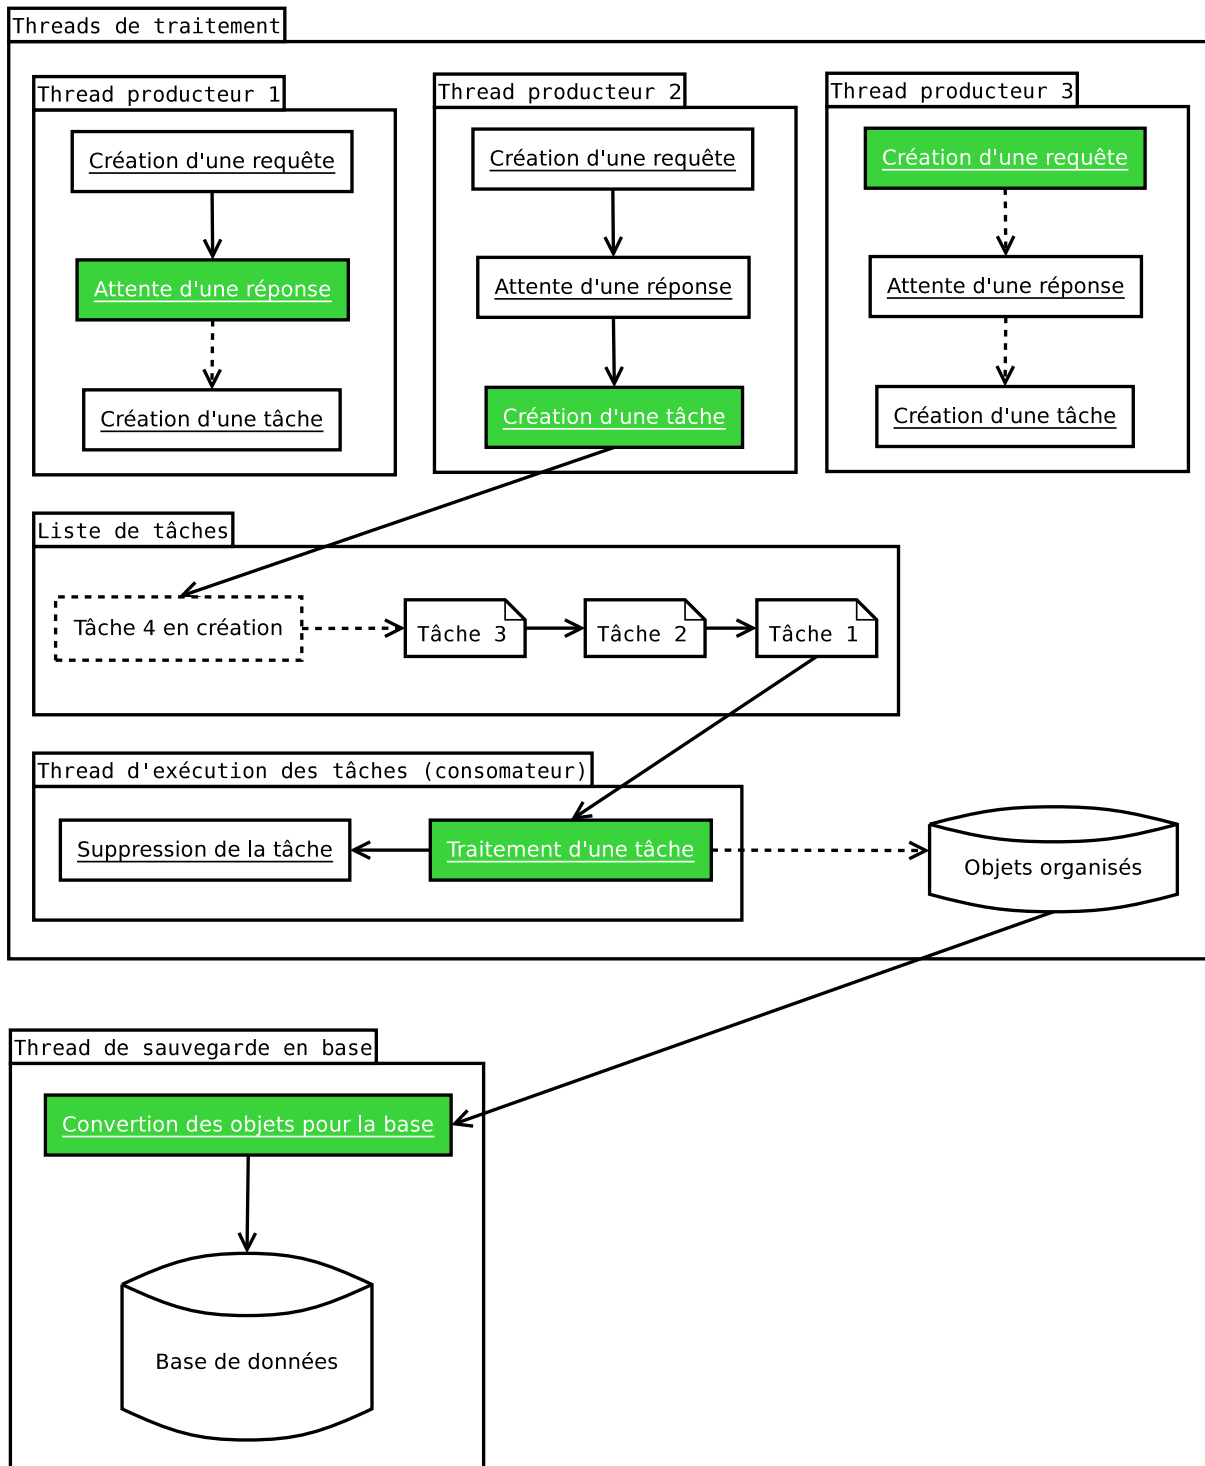 Threads de traitement
Thread producteur 1
Thread producteur 2
Thread producteur 3
Création d'une requête
Création d'une requête
Création d'une requête
Attente d'une réponse
Attente d'une réponse
Attente d'une réponse
Création d'une tâche
Création d'une tâche
Création d'une tâche
Liste de tâches
Tâche 4 en création
Tâche 3
Tâche 2
Tâche 1
Thread d'exécution des tâches (consomateur)
Suppression de la tâche
Traitement d'une tâche
Objets organisés
Thread de sauvegarde en base
Convertion des objets pour la base
Base de données